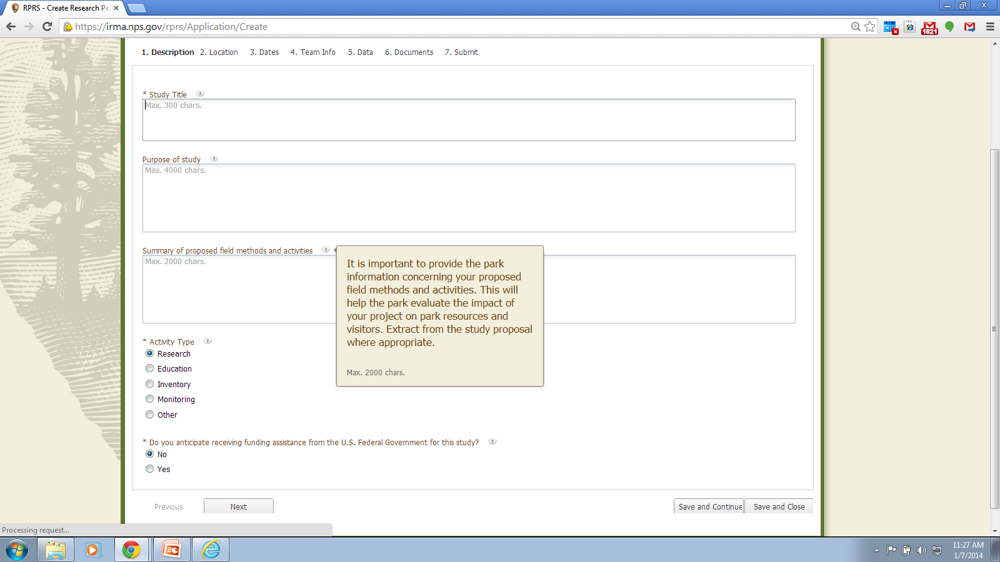 RPRS - Create Research Pe
https://irma.nps.gov/rprs/Application/Create
1821
1. Description 2. Location 3. Dates 4. Team Info 5. Data 6. Documents 7. Submit
* Study Title ?
Max. 300 chars.
Purpose of study ?
Max. 4000 chars.
Summary of proposed field methods and activities ?
Max. 2000 chars.
It is important to provide the park
information concerning your proposed
field methods and activities. This will
help the park evaluate the impact of
your project on park resources and
visitors. Extract from the study proposal
where appropriate.
Max. 2000 chars.
* Activity Type ?
Research
Education
Inventory
Monitoring
Other
* Do you anticipate receiving funding assistance from the U.S. Federal Government for this study? ?
No
Yes
Previous Next Save and Continue Save and Close
Processing request...
11:27 AM
1/7/2014